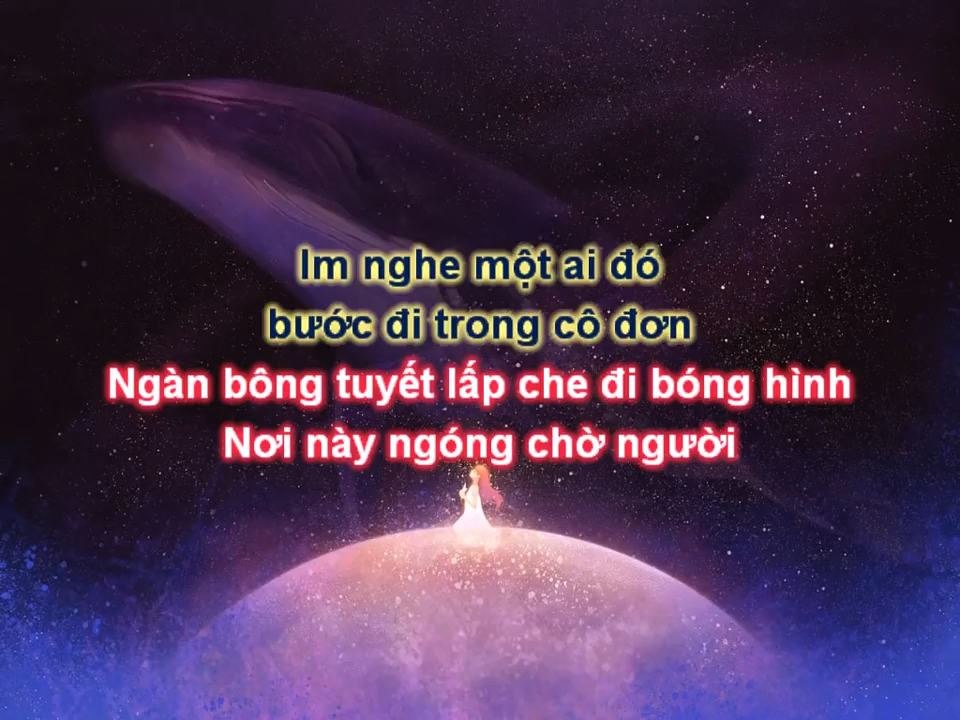 Im nghe một ai đó
bước đi trong cô đơn
Ngàn bông tuyết lấp che đi bóng hình
Nơi này ngóng chờ người